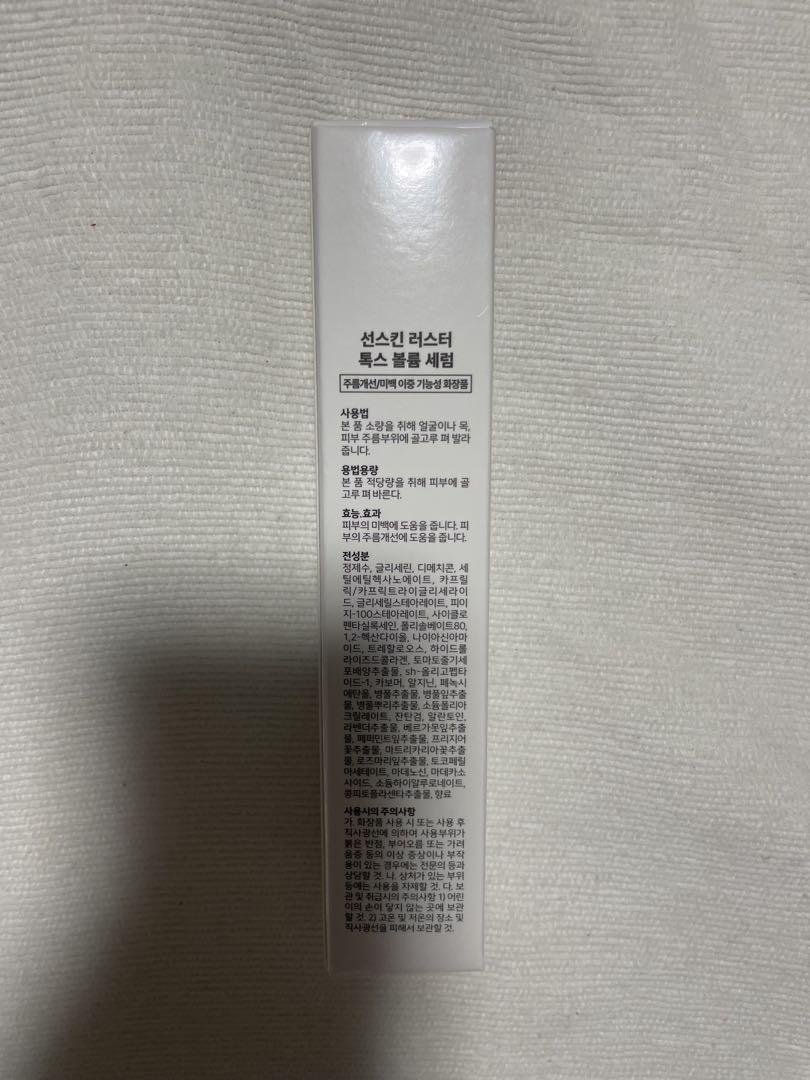 선스킨 러스터
톡스 볼륨 세럼
주름개선/미백 이중 기능성 화장품
사용법
본 품 소량을 취해 얼굴이나 목,
피부 주름부위에 골고루 펴 발라
줍니다.
용법용량
본 품 적당량을 취해 피부에 골
고루 펴 바른다.
효능.효과
피부의 미백에 도움을 줍니다. 피
부의 주름개선에 도움을 줍니다.
전성분
정제수, 글리세린, 디메치콘, 세
틸에틸헥사노에이트, 카프릴
릭/카프릭트라이글리세라이
드, 글리세릴스테아레이트, 피이
지-100스테아레이트, 사이클로
펜타실록세인, 폴리솔베이트80,
1,2-헥산다이올, 나이아신아마
이드, 트레할로오스, 하이드롤
라이즈드콜라겐, 토마토줄기세
포배양추출물, sh-올리고펩타
이드-1, 카보머, 알지닌, 페녹시
에탄올, 병풀추출물, 병풀잎추출
물, 병풀뿌리추출물, 소듐폴리아
크릴레이트, 잔탄검, 알란토인,
라벤더추출물, 베르가못잎추출
물, 페퍼민트잎추출물, 프리지어
꽃추출물, 마트리카리아꽃추출
물, 로즈마리잎추출물, 토코페릴
아세테이트, 아데노신, 마데카소
사이드, 소듐하이알루로네이트,
콩피토플라센타추출물, 향료
사용시의 주의사항
가. 화장품 사용 시 또는 사용 후
직사광선에 의하여 사용부위가
붉은 반점, 부어오름 또는 가려
움증 등의 이상 증상이나 부작
용이 있는 경우에는 전문의 등과
상담할 것. 나. 상처가 있는 부위
등에는 사용을 자제할 것. 다. 보
관 및 취급시의 주의사항 1) 어린
이의 손이 닿지 않는 곳에 보관
할 것. 2) 고온 및 저온의 장소 및
직사광선을 피해서 보관할 것.